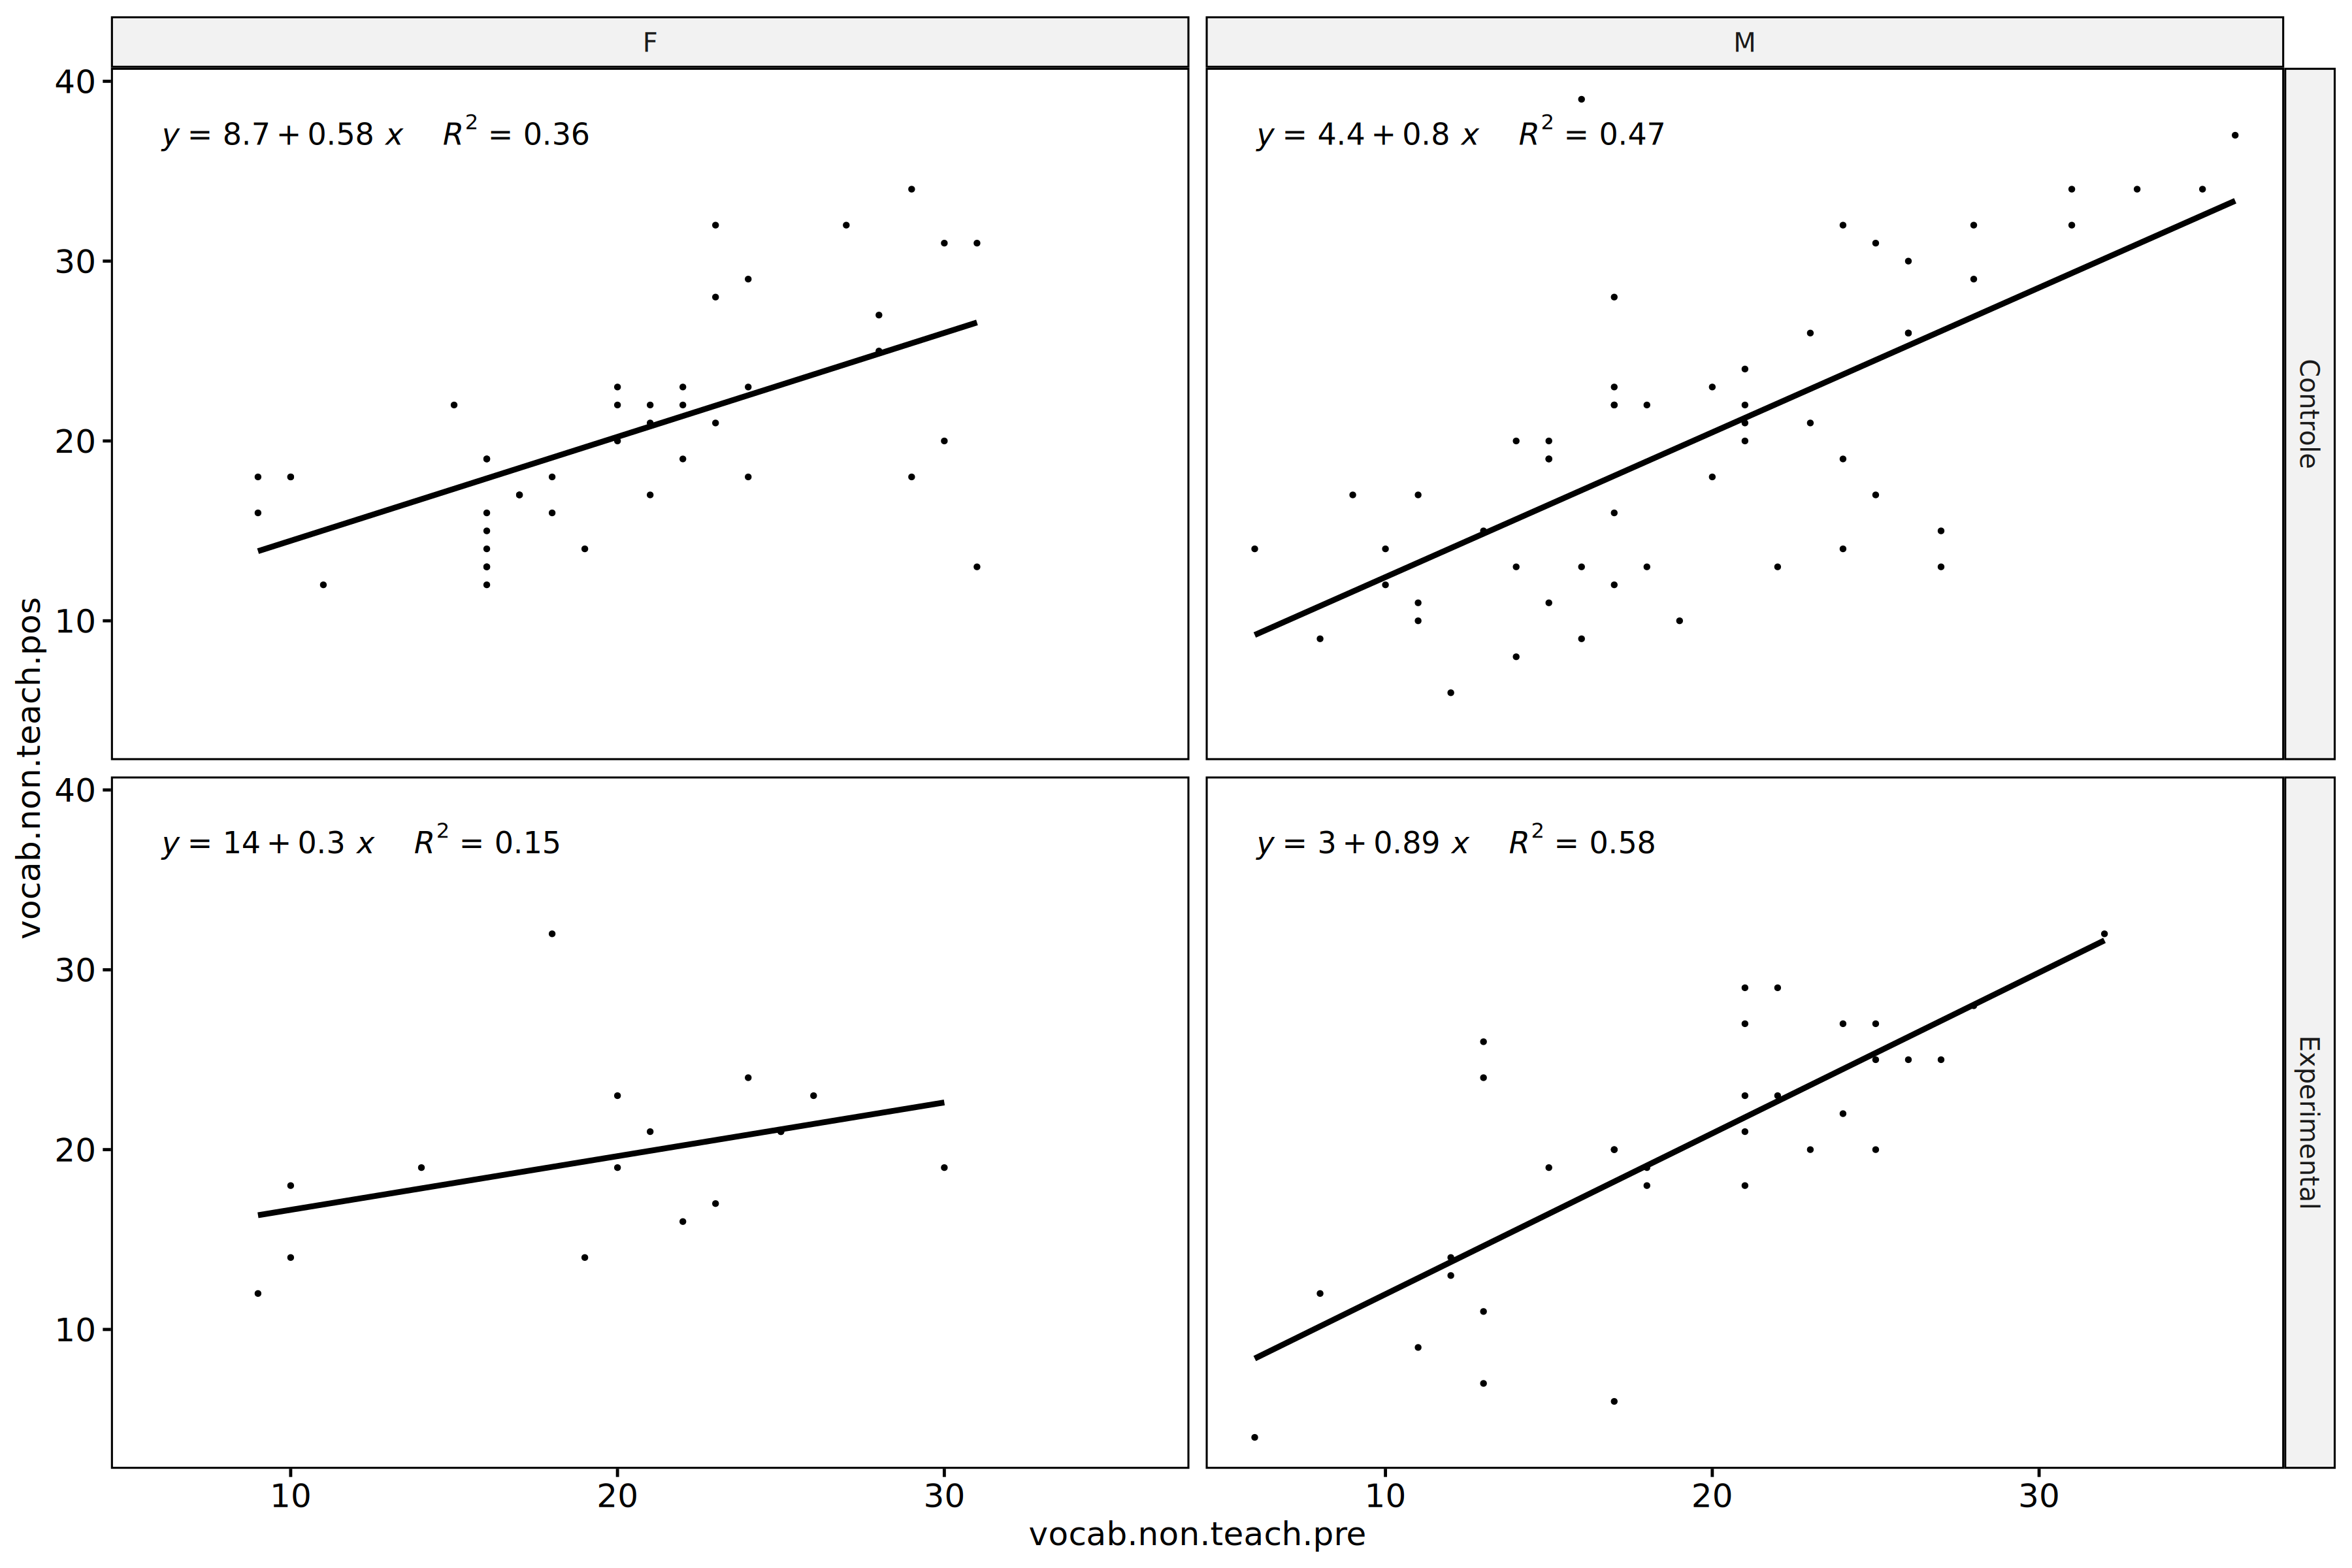 F
M
40
y = 8.7 + 0.58 x R² = 0.36
y = 4.4 + 0.8 x R² = 0.47
30
20
10
Controle
vocab.non.teach.pos
40
y = 14 + 0.3 x R² = 0.15
y = 3 + 0.89 x R² = 0.58
30
20
10
Experimental
10 20 30
10 20 30
vocab.non.teach.pre